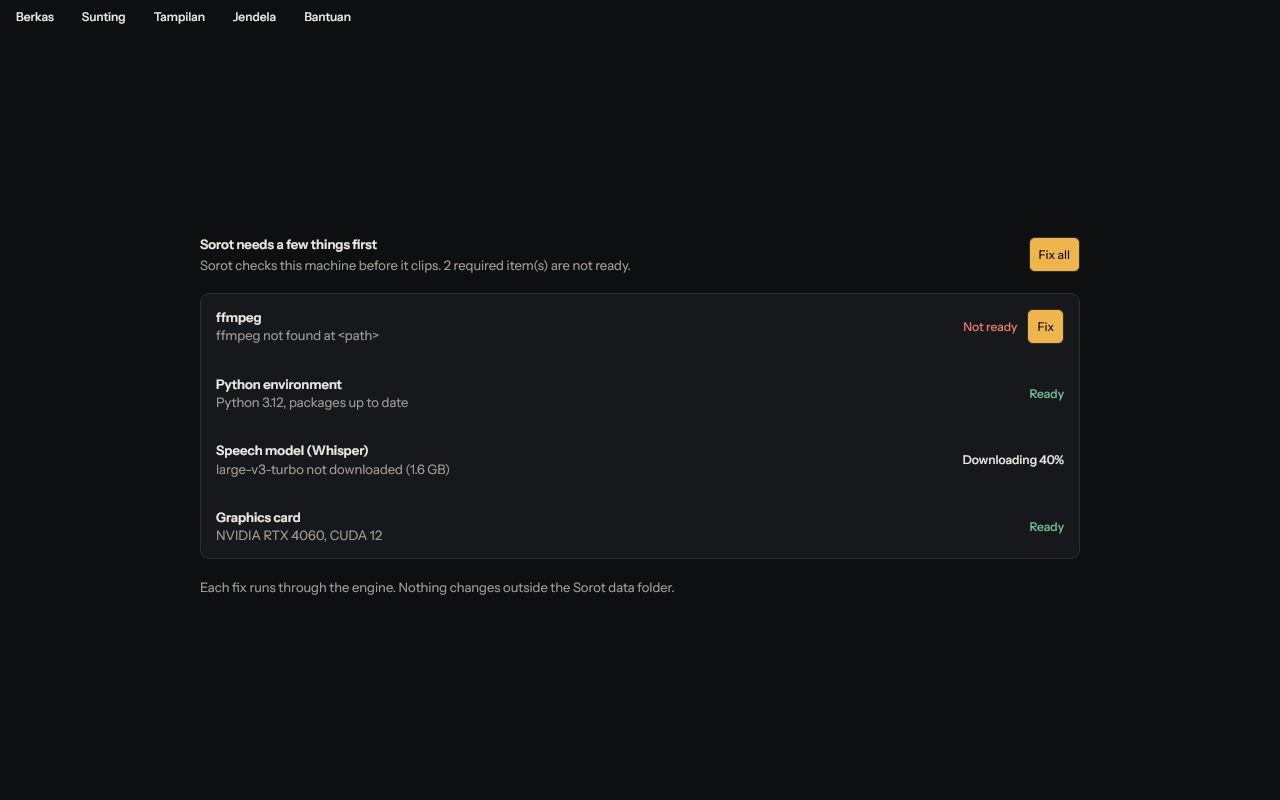 Berkas Sunting Tampilan Jendela Bantuan
Sorot needs a few things first
Sorot checks this machine before it clips. 2 required item(s) are not ready.
Fix all
ffmpeg
ffmpeg not found at <path>
Not ready
Fix
Python environment
Python 3.12, packages up to date
Ready
Speech model (Whisper)
large-v3-turbo not downloaded (1.6 GB)
Downloading 40%
Graphics card
NVIDIA RTX 4060, CUDA 12
Ready
Each fix runs through the engine. Nothing changes outside the Sorot data folder.